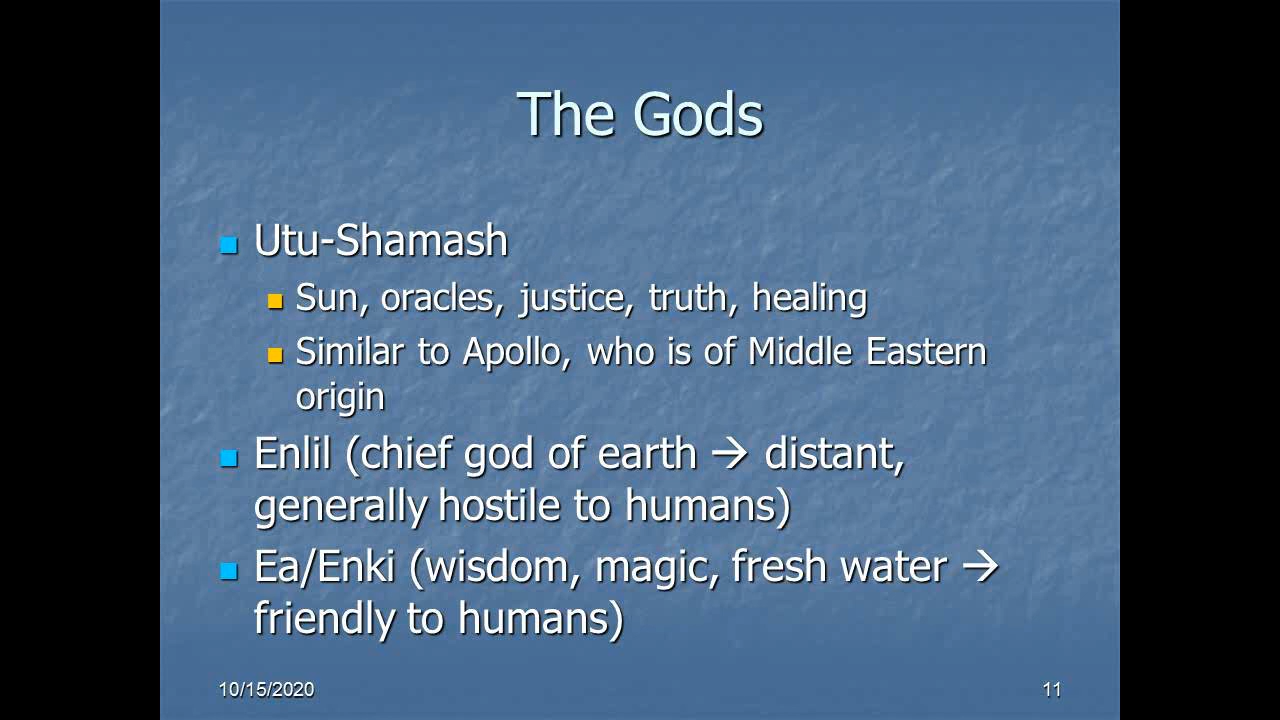 The Gods
Utu-Shamash
Sun, oracles, justice, truth, healing
Similar to Apollo, who is of Middle Eastern
origin
Enlil (chief god of earth → distant,
generally hostile to humans)
Ea/Enki (wisdom, magic, fresh water →
friendly to humans)
10/15/2020
11